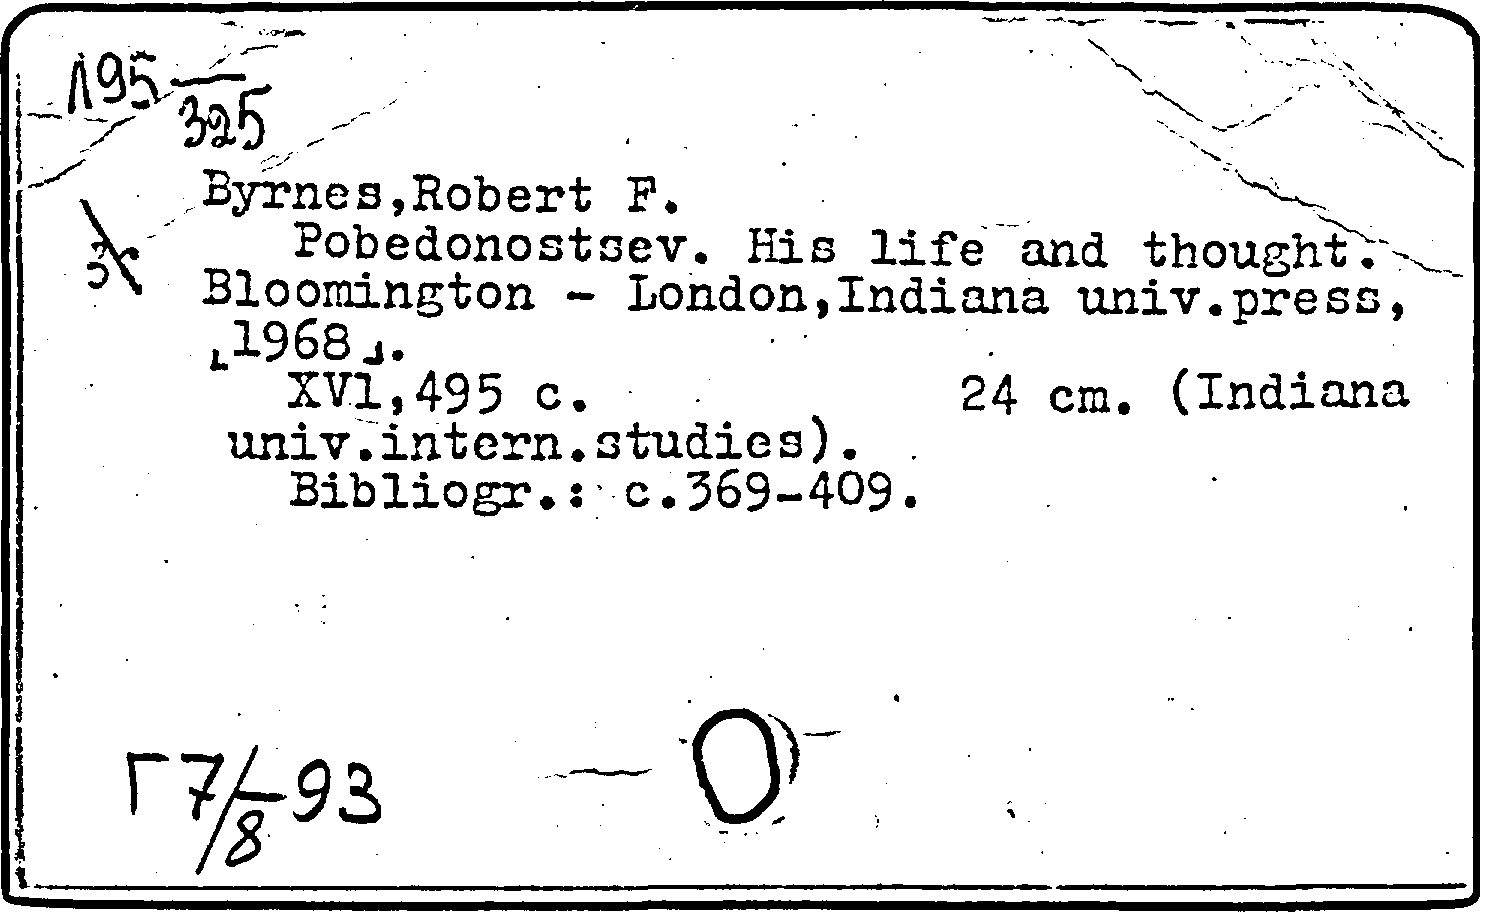 195
325
Byrnes,Robert F.
Pobedonostsev. His life and thought.
Bloomington - London,Indiana univ.press,
[1968].
XVI,495 c. 24 cm. (Indiana
univ.intern.studies).
Bibliogr.: c.369-409.
Г7/8-93